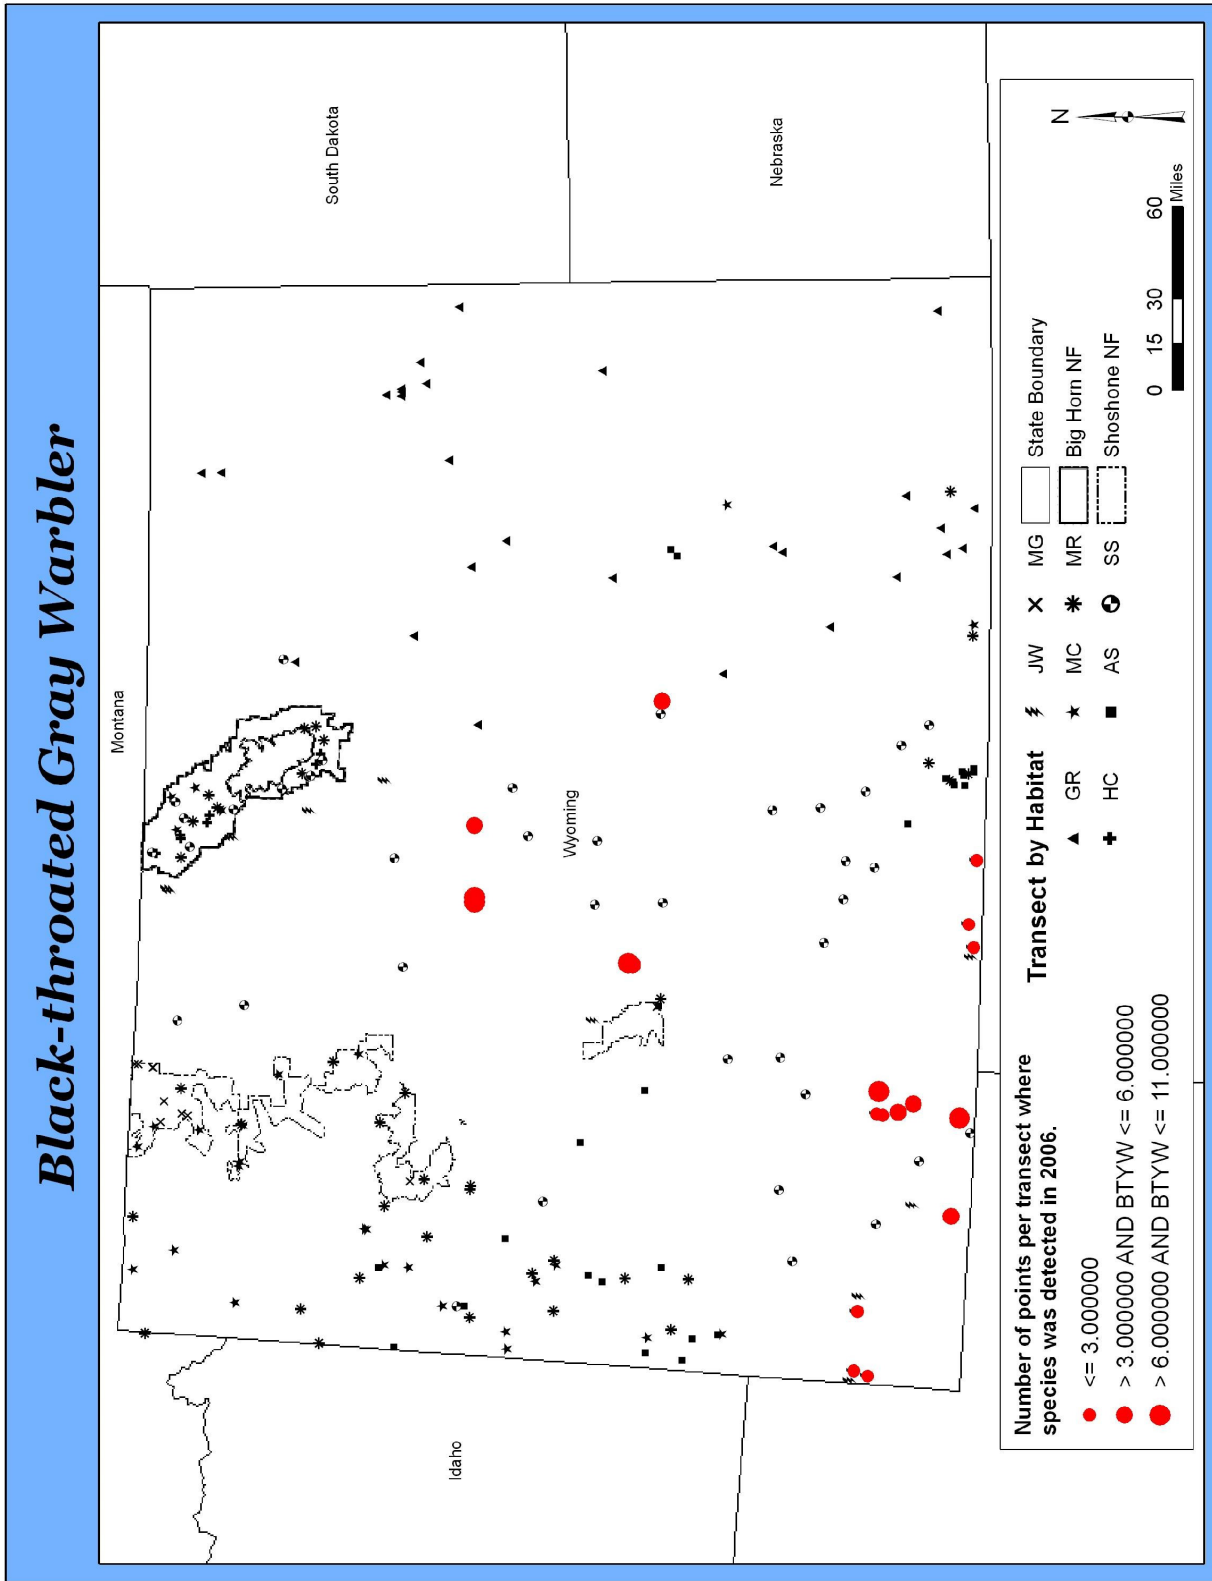 Black-throated Gray Warbler
Montana
South Dakota
Wyoming
Idaho
Nebraska
Number of points per transect where
species was detected in 2006.
<= 3.000000
> 3.000000 AND BTYW <= 6.000000
> 6.000000 AND BTYW <= 11.000000
Transect by Habitat
GR JW MG State Boundary
MC MR Big Horn NF
HC AS SS Shoshone NF
N
0 15 30 60
Miles